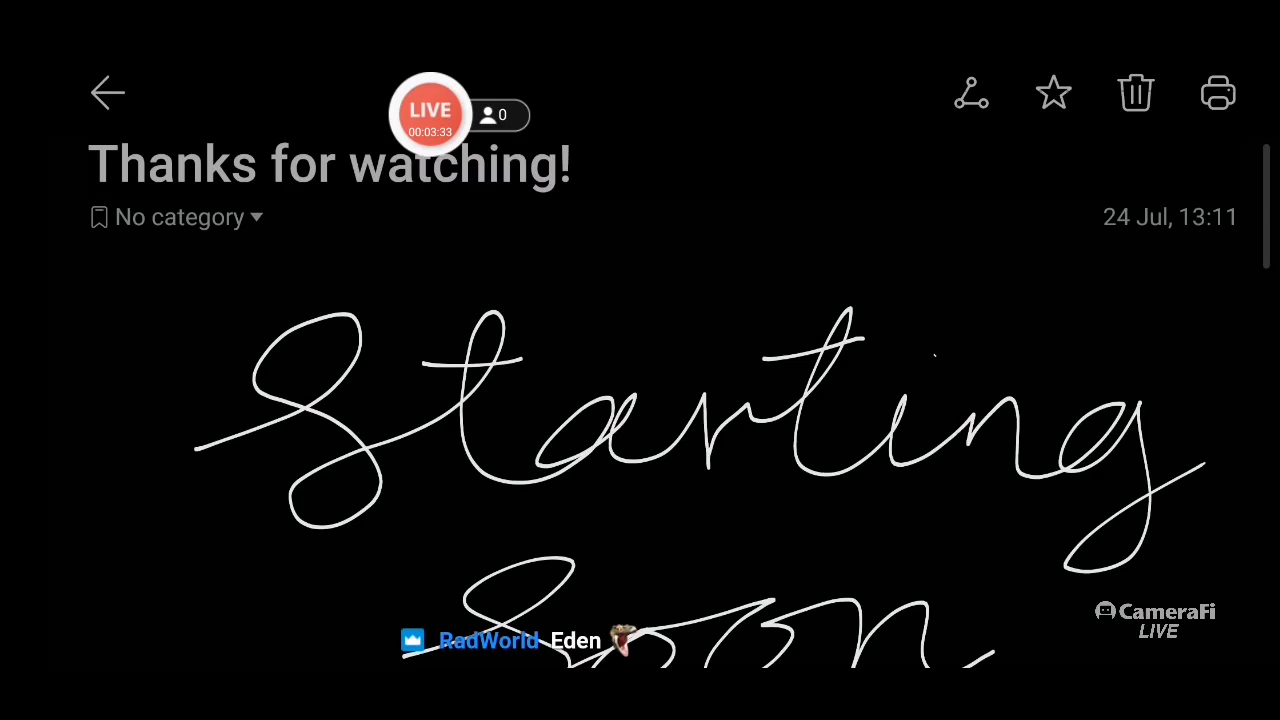 LIVE
00:03:33
0
Thanks for watching!
No category
24 Jul, 13:11
Starting
Soon
CameraFi
LIVE
RadWorld Eden